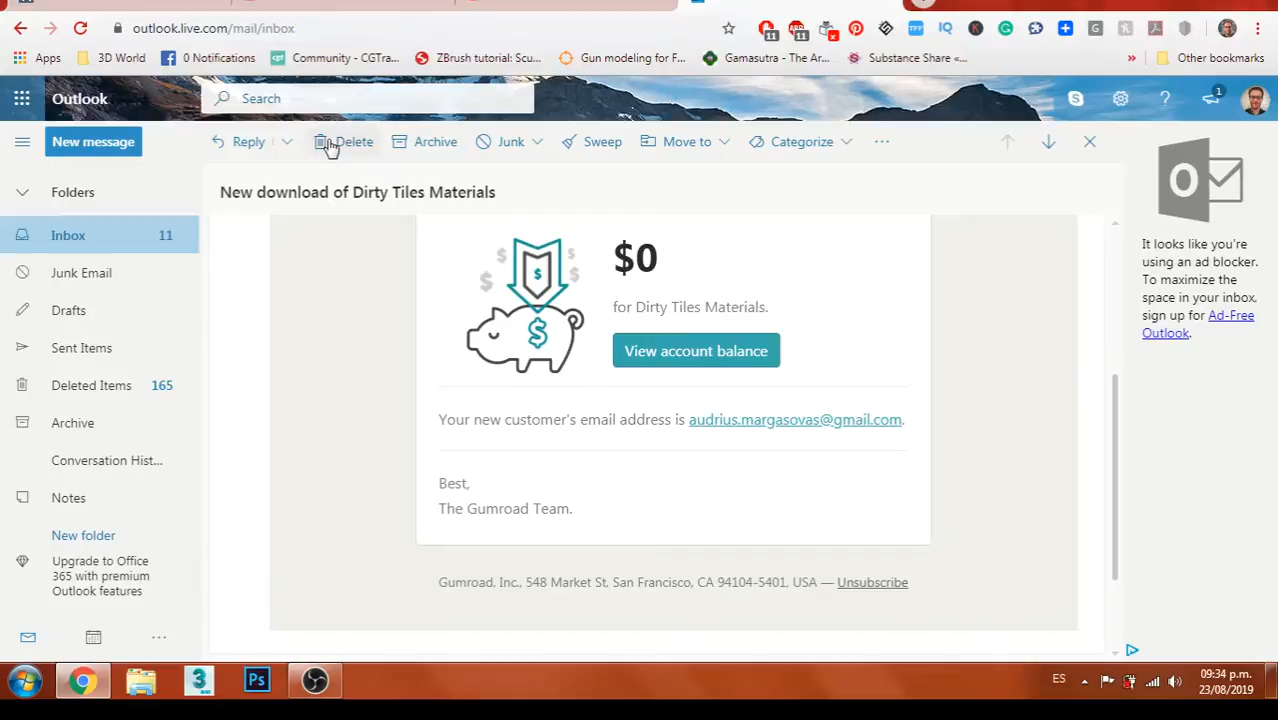 outlook.live.com/mail/inbox
11
11
Apps
3D World
0 Notifications
Community - CGTra...
ZBrush tutorial: Scu...
Gun modeling for F...
Gamasutra - The Ar...
Substance Share «...
»
Other bookmarks
Outlook
Search
1
New message
Reply
Delete
Archive
Junk
Sweep
Move to
Categorize
Folders
New download of Dirty Tiles Materials
Inbox 11
Junk Email
Drafts
Sent Items
Deleted Items 165
Archive
Conversation Hist...
Notes
New folder
Upgrade to Office
365 with premium
Outlook features
$0
for Dirty Tiles Materials.
View account balance
Your new customer's email address is audrius.margasovas@gmail.com.
Best,
The Gumroad Team.
Gumroad, Inc., 548 Market St, San Francisco, CA 94104-5401, USA — Unsubscribe
It looks like you're
using an ad blocker.
To maximize the
space in your inbox,
sign up for Ad-Free
Outlook.
ES
09:34 p.m.
23/08/2019